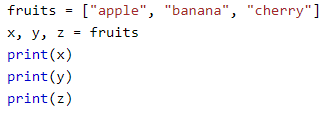 fruits = ["apple", "banana", "cherry"]
x, y, z = fruits
print(x)
print(y)
print(z)